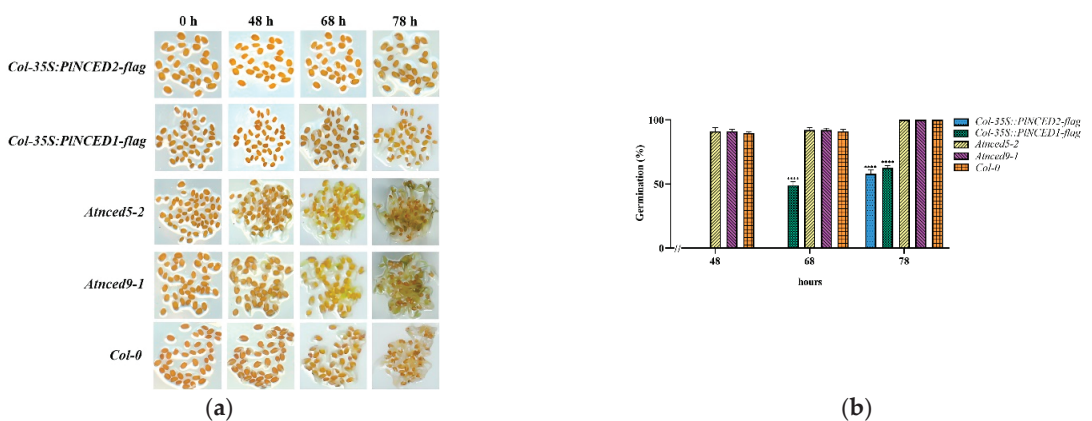 0 h 48 h 68 h 78 h
Col-35S:PlNCED2-flag
Col-35S:PlNCED1-flag
Atnced5-2
Atnced9-1
Col-0
(a)
Germination (%)
100
50
0
**** 
**** ****
48 68 78
hours
Col-35S::PlNCED2-flag
Col-35S::PlNCED1-flag
Atnced5-2
Atnced9-1
Col-0
(b)